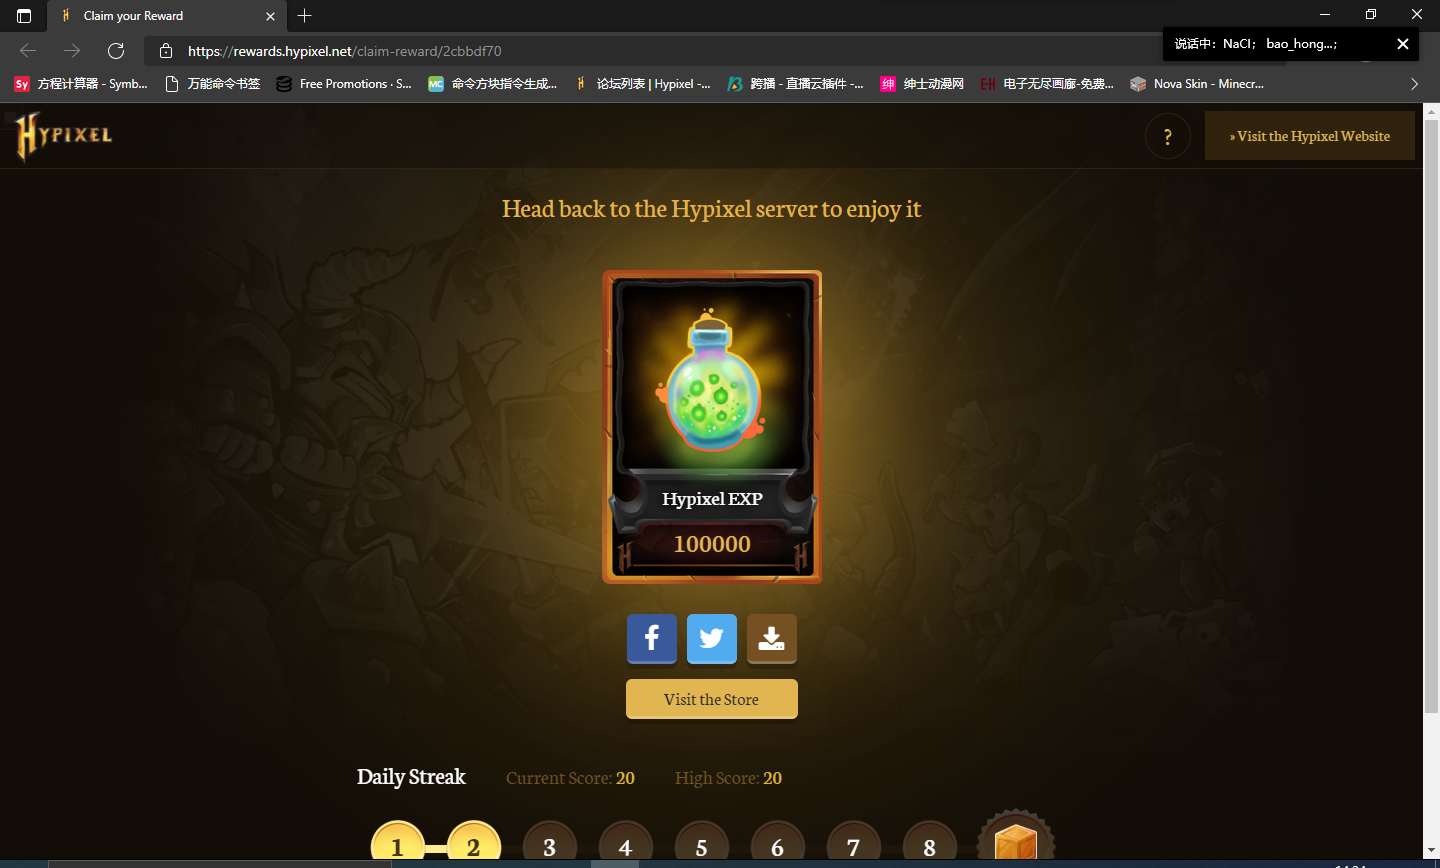 Claim your Reward
https://rewards.hypixel.net/claim-reward/2cbbdf70
说话中: NaCl; bao_hong...;
Sy 方程计算器 - Symb...
万能命令书签
Free Promotions · S...
MC 命令方块指令生成...
论坛列表 | Hypixel -...
跨播 - 直播云插件 -...
绅 绅士动漫网
E-H 电子无尽画廊-免费...
Nova Skin - Minecr...
HYPIXEL
?
» Visit the Hypixel Website
Head back to the Hypixel server to enjoy it
Hypixel EXP
100000
Visit the Store
Daily Streak Current Score: 20 High Score: 20
1 2 3 4 5 6 7 8